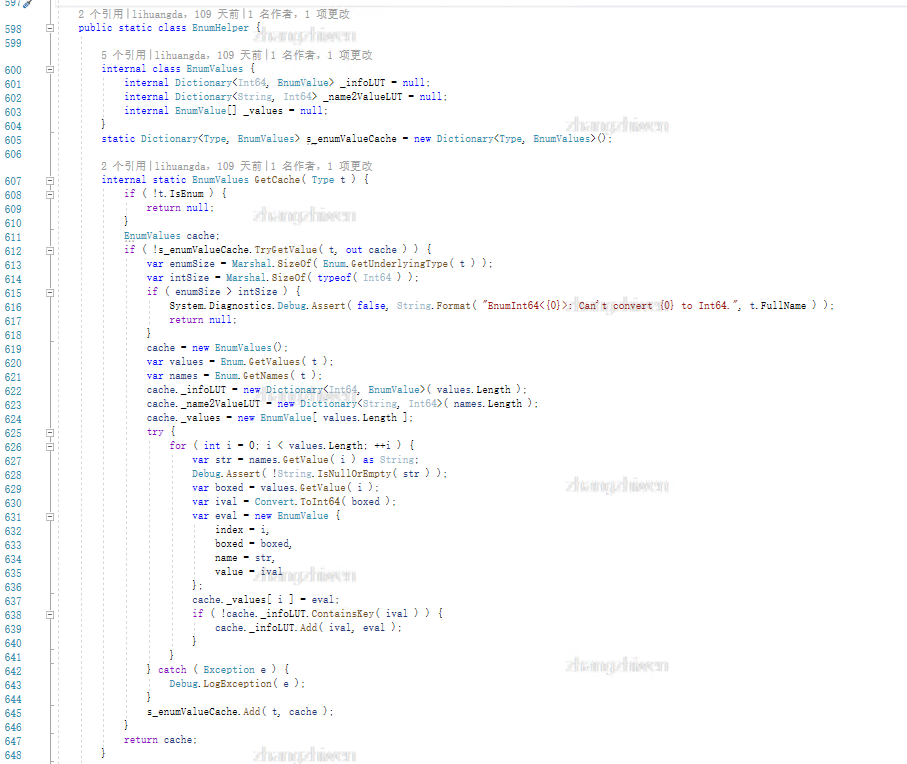 597
2 个引用|lihuangda，109 天前|1 名作者，1 项更改
598 public static class EnumHelper {
599
5 个引用|lihuangda，109 天前|1 名作者，1 项更改
600 internal class EnumValues {
601 internal Dictionary<Int64, EnumValue> _infoLUT = null;
602 internal Dictionary<String, Int64> _name2ValueLUT = null;
603 internal EnumValue[] _values = null;
604 }
605 static Dictionary<Type, EnumValues> s_enumValueCache = new Dictionary<Type, EnumValues>();
606
2 个引用|lihuangda，109 天前|1 名作者，1 项更改
607 internal static EnumValues GetCache( Type t ) {
608 if ( !t.IsEnum ) {
609 return null;
610 }
611 EnumValues cache;
612 if ( !s_enumValueCache.TryGetValue( t, out cache ) ) {
613 var enumSize = Marshal.SizeOf( Enum.GetUnderlyingType( t ) );
614 var intSize = Marshal.SizeOf( typeof( Int64 ) );
615 if ( enumSize > intSize ) {
616 System.Diagnostics.Debug.Assert( false, String.Format( "EnumInt64<{0}>: Can't convert {0} to Int64.", t.FullName ) );
617 return null;
618 }
619 cache = new EnumValues();
620 var values = Enum.GetValues( t );
621 var names = Enum.GetNames( t );
622 cache._infoLUT = new Dictionary<Int64, EnumValue>( values.Length );
623 cache._name2ValueLUT = new Dictionary<String, Int64>( names.Length );
624 cache._values = new EnumValue[ values.Length ];
625 try {
626 for ( int i = 0; i < values.Length; ++i ) {
627 var str = names.GetValue( i ) as String;
628 Debug.Assert( !String.IsNullOrEmpty( str ) );
629 var boxed = values.GetValue( i );
630 var ival = Convert.ToInt64( boxed );
631 var eval = new EnumValue {
632 index = i,
633 boxed = boxed,
634 name = str,
635 value = ival
636 };
637 cache._values[ i ] = eval;
638 if ( !cache._infoLUT.ContainsKey( ival ) ) {
639 cache._infoLUT.Add( ival, eval );
640 }
641 }
642 } catch ( Exception e ) {
643 Debug.LogException( e );
644 }
645 s_enumValueCache.Add( t, cache );
646 }
647 return cache;
648 }
zhangzhiwen
zhangzhiwen
zhangzhiwen
zhangzhiwen
zhangzhiwen
zhangzhiwen
zhangzhiwen
zhangzhiwen
zhangzhiwen